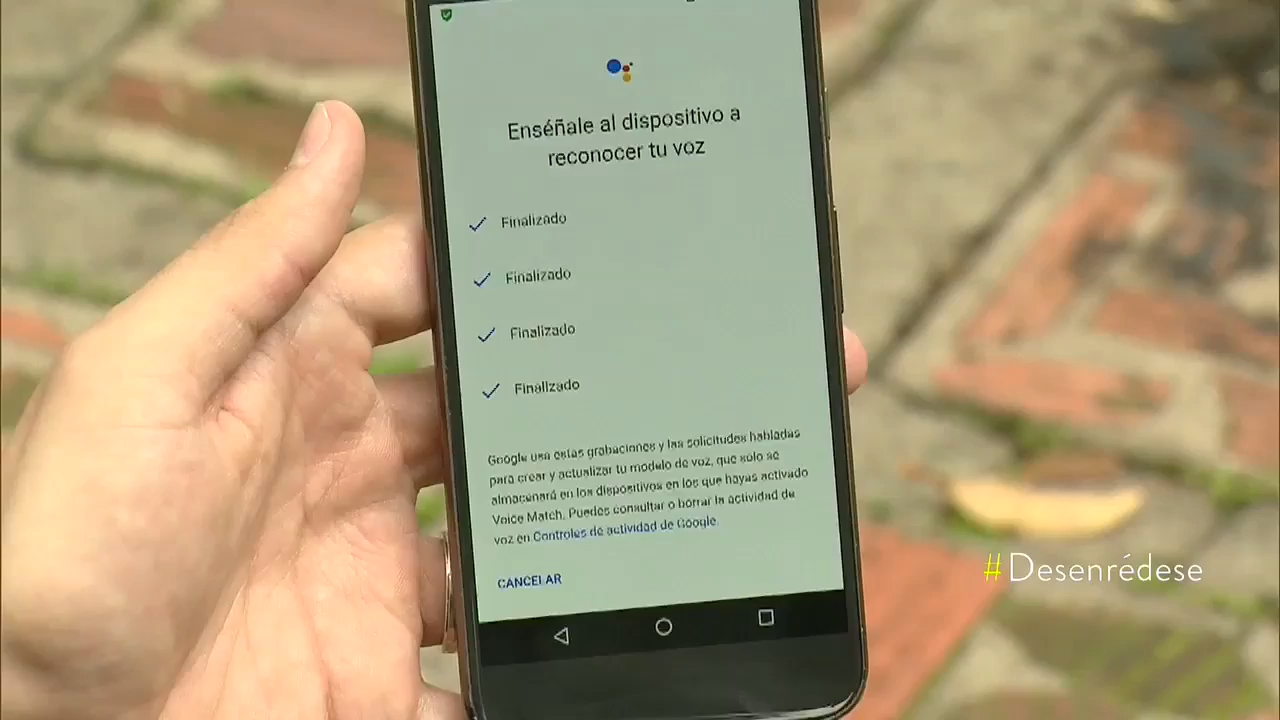 Enséñale al dispositivo a
reconocer tu voz
Finalizado
Finalizado
Finalizado
Finalizado
Google usa estas grabaciones y las solicitudes habladas
para crear y actualizar tu modelo de voz, que solo se
almacenará en los dispositivos en los que hayas activado
Voice Match. Puedes consultar o borrar la actividad de
voz en Controles de actividad de Google.
CANCELAR
#Desenrédese